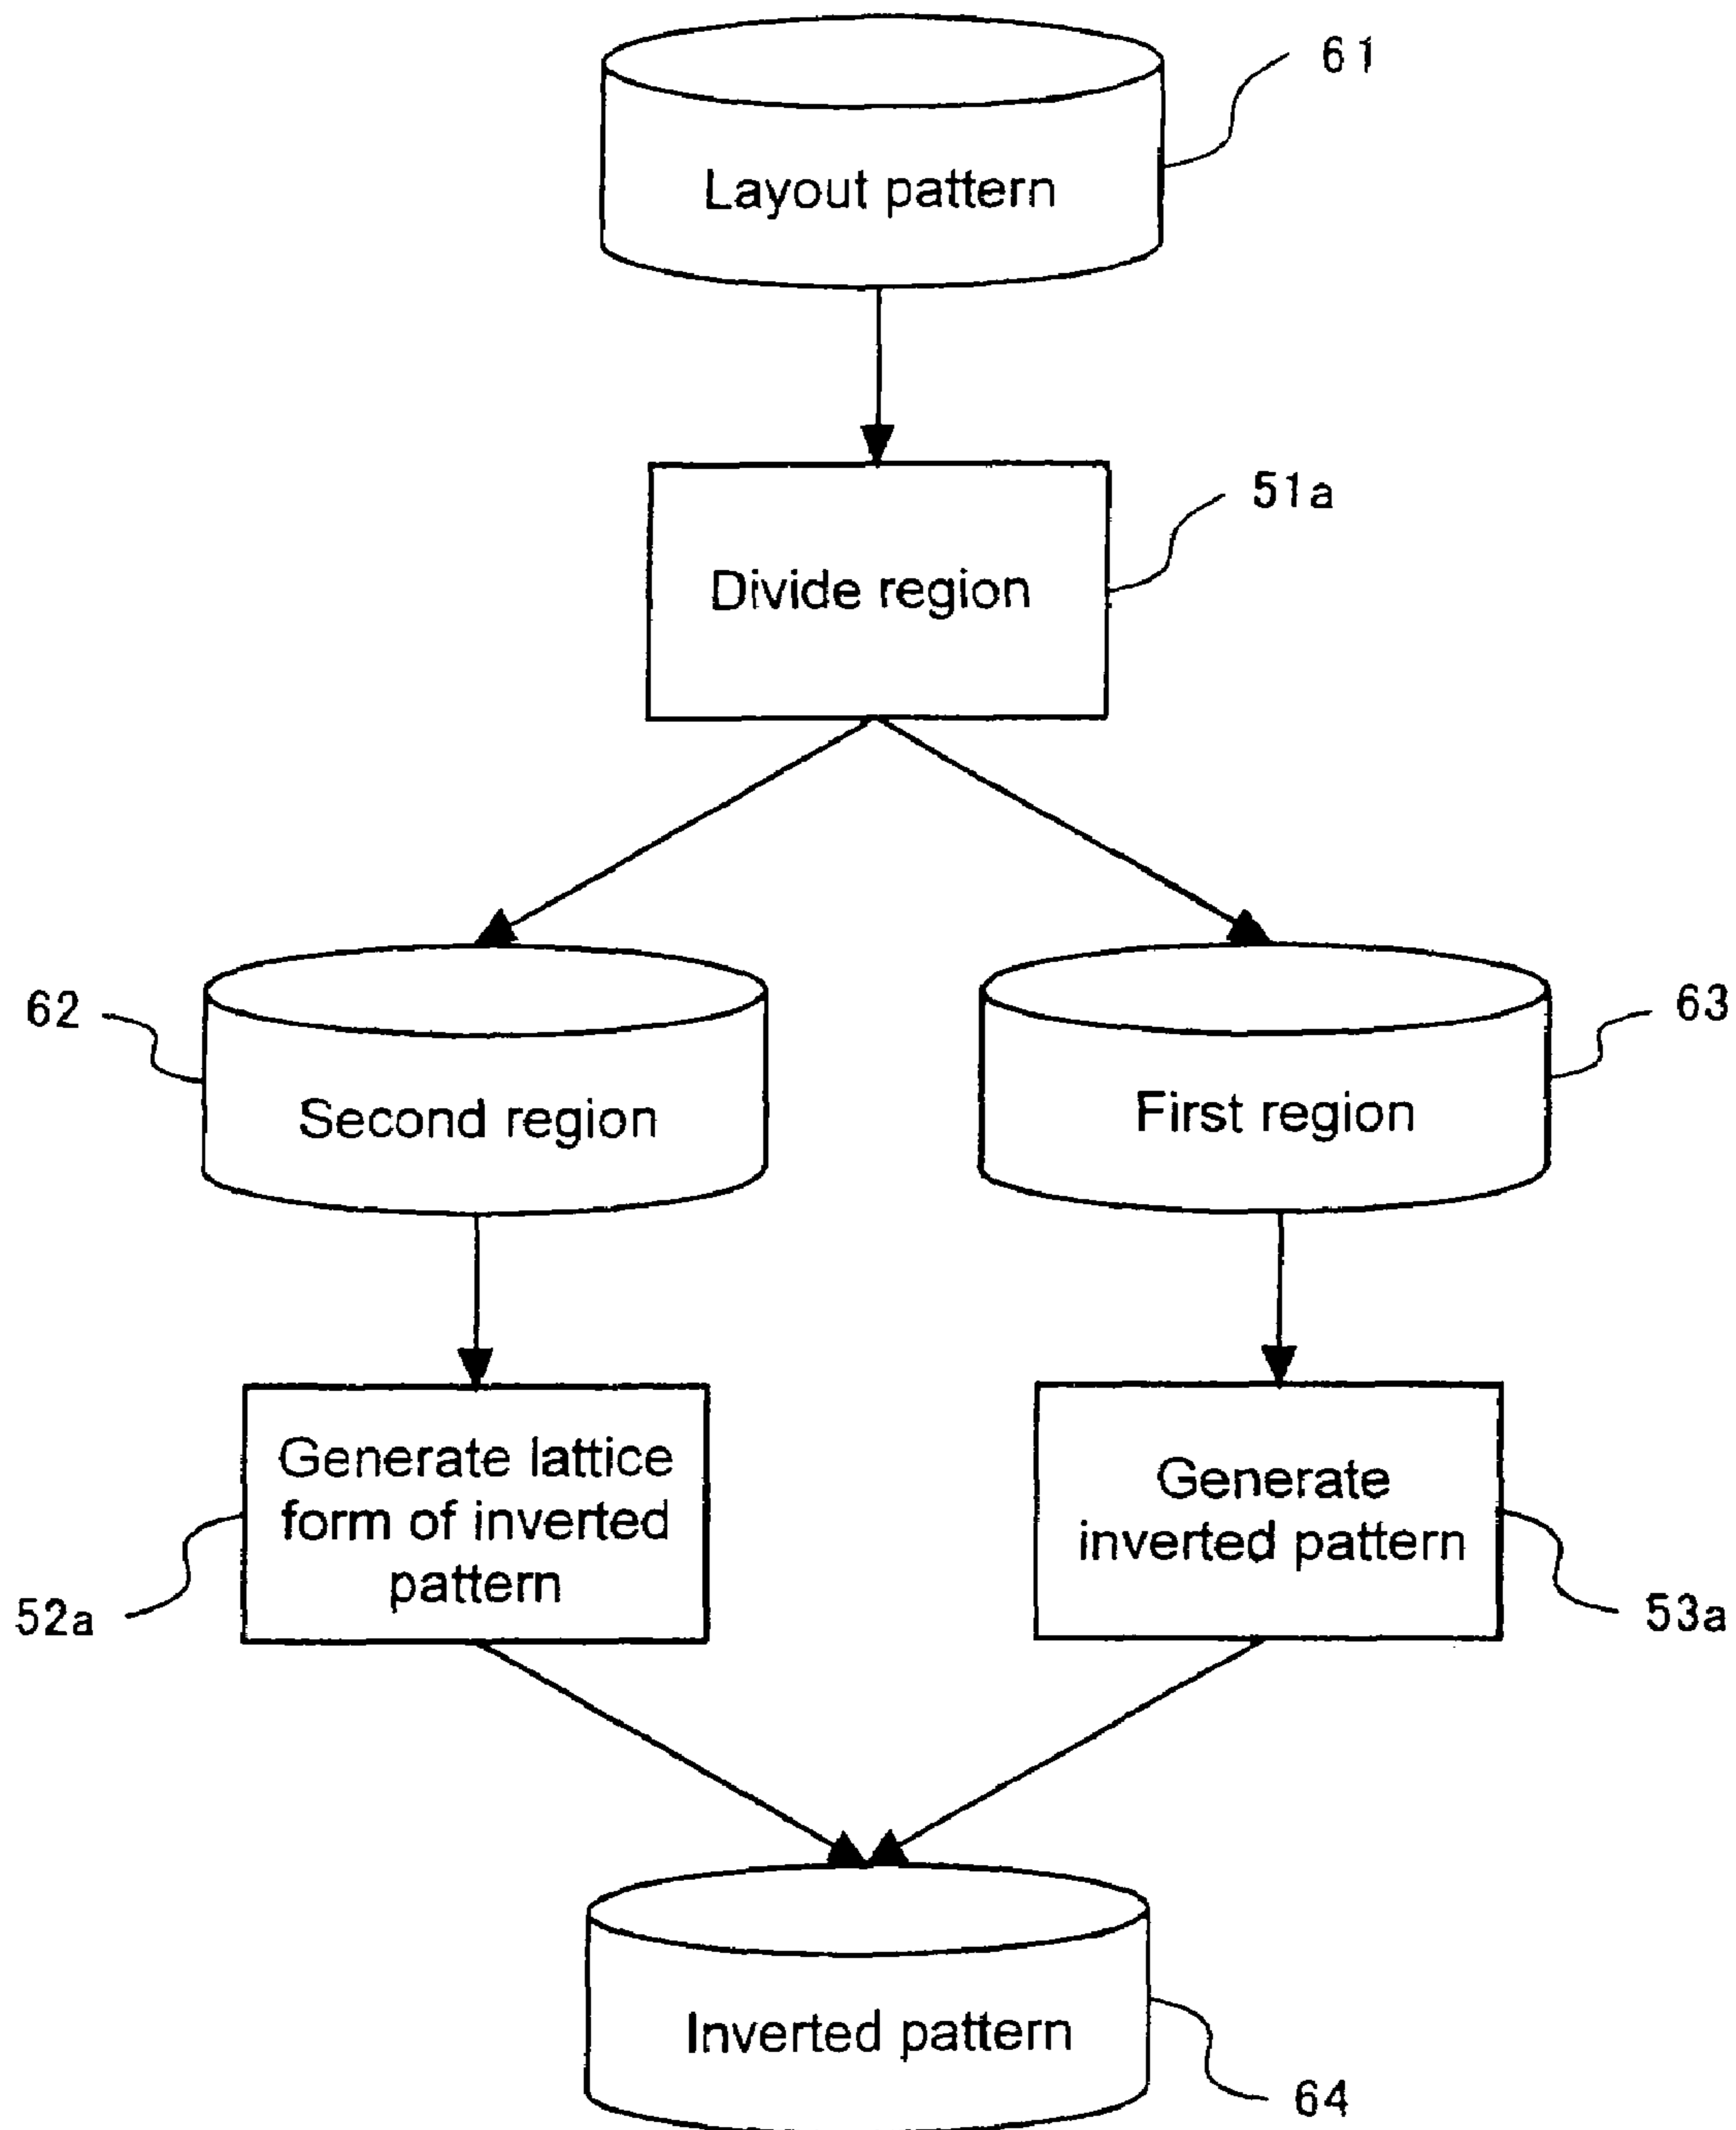 61
Layout pattern
51a
Divide region
62
Second region
63
First region
Generate lattice
form of inverted
pattern
52a
Generate
inverted pattern
53a
Inverted pattern
64